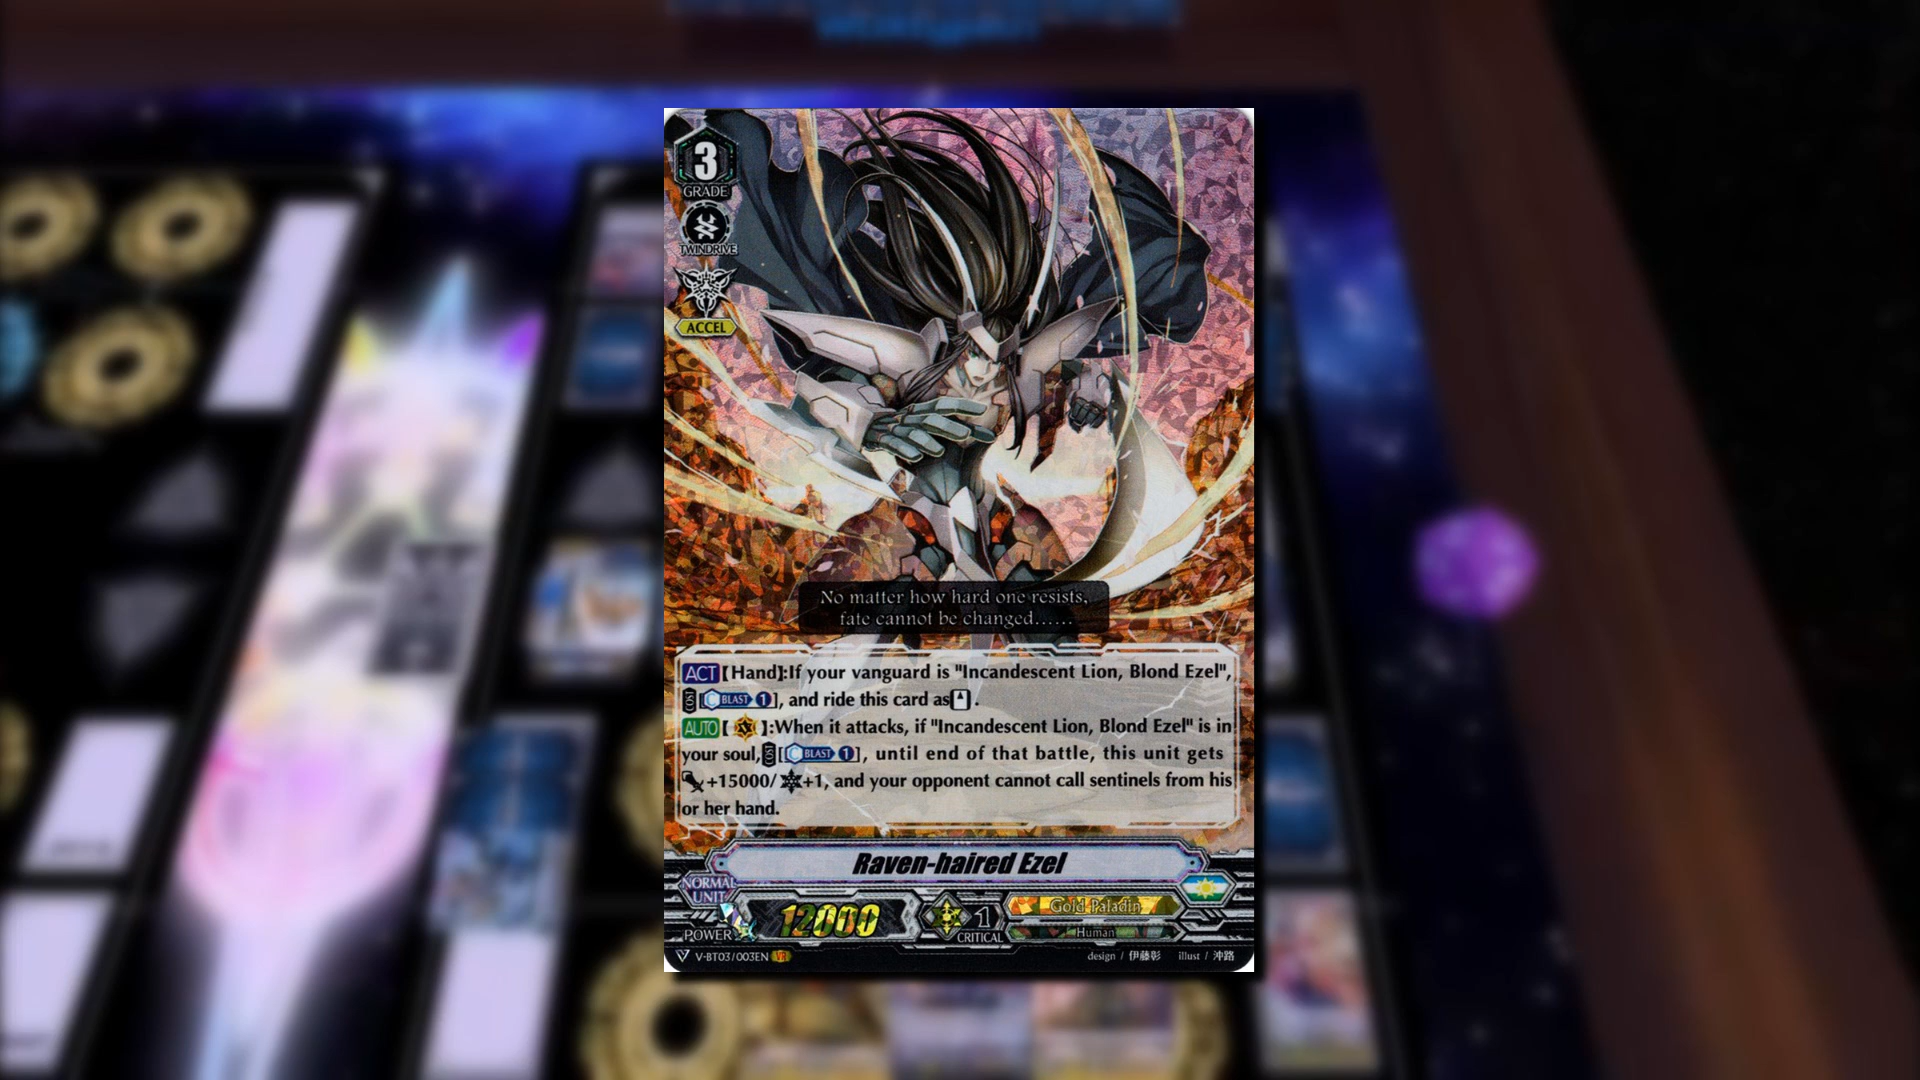 3
GRADE
TWINDRIVE
ACCEL
No matter how hard one resists,
fate cannot be changed……
ACT【Hand】:If your vanguard is "Incandescent Lion, Blond Ezel",
COST [C BLAST 1], and ride this card as .
AUTO【V】:When it attacks, if "Incandescent Lion, Blond Ezel" is in
your soul, COST [C BLAST 1], until end of that battle, this unit gets
+15000/ +1, and your opponent cannot call sentinels from his
or her hand.
Raven-haired Ezel
NORMAL
UNIT
POWER 12000
1
CRITICAL
Gold Paladin
Human
V-BT03/003EN VR
design / 伊藤彰 illust / 沖路